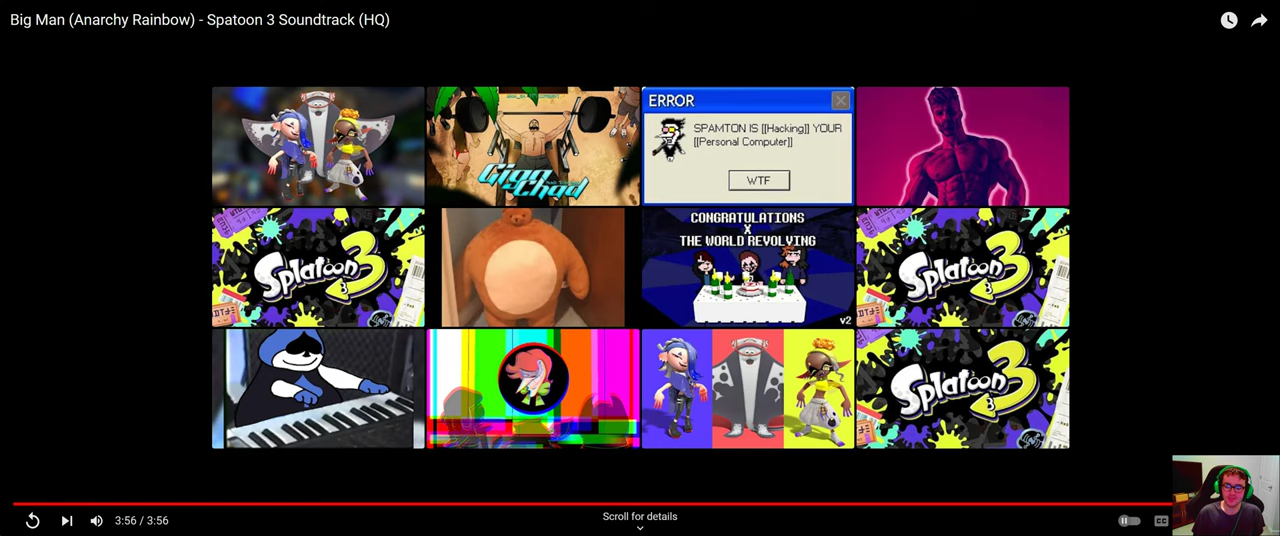 Big Man (Anarchy Rainbow) - Spatoon 3 Soundtrack (HQ)
Giga
Chad
ERROR
SPAMTON IS [[Hacking]] YOUR
[[Personal Computer]]
WTF
Splatoon 3
CONGRATULATIONS
X
THE WORLD REVOLVING
v2
Splatoon 3
Splatoon 3
3:56 / 3:56
Scroll for details
CC